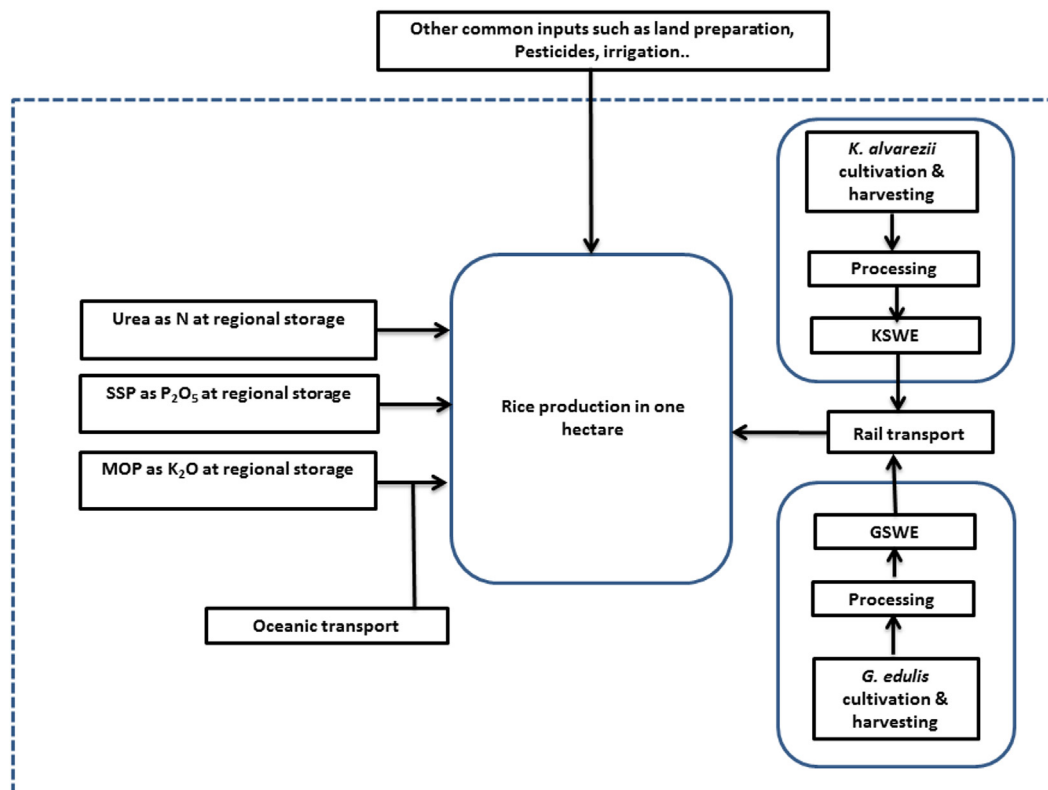 Other common inputs such as land preparation,
Pesticides, irrigation..
K. alvarezii
cultivation &
harvesting
Processing
KSWE
Urea as N at regional storage
SSP as P₂O₅ at regional storage
MOP as K₂O at regional storage
Oceanic transport
Rice production in one
hectare
Rail transport
GSWE
Processing
G. edulis
cultivation &
harvesting